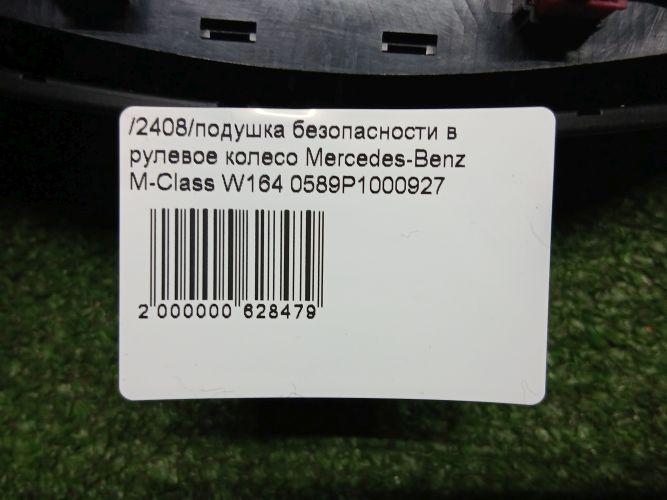 /2408/подушка безопасности в
рулевое колесо Mercedes-Benz
M-Class W164 0589P1000927
2 000000 628479